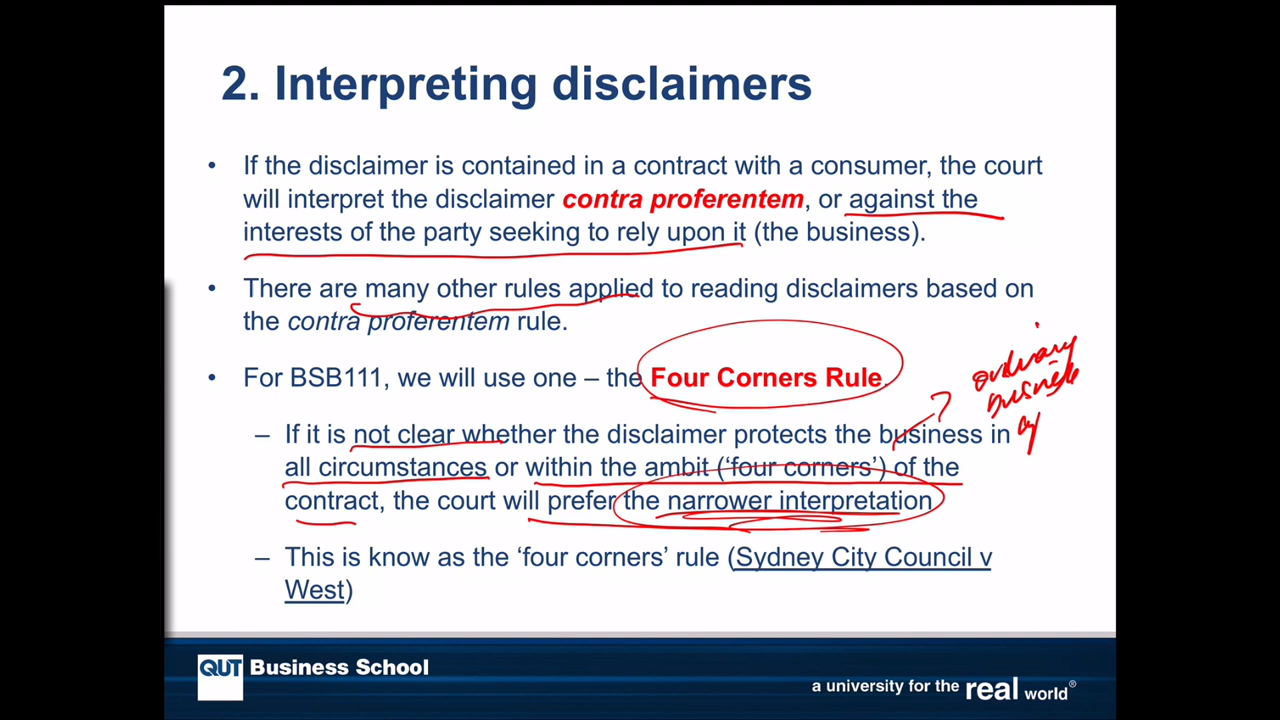 2. Interpreting disclaimers
• If the disclaimer is contained in a contract with a consumer, the court
will interpret the disclaimer contra proferentem, or against the
interests of the party seeking to rely upon it (the business).
• There are many other rules applied to reading disclaimers based on
the contra proferentem rule.
• For BSB111, we will use one – the Four Corners Rule.
ordinary
business
– If it is not clear whether the disclaimer protects the business in
all circumstances or within the ambit (‘four corners’) of the
contract, the court will prefer the narrower interpretation
– This is know as the ‘four corners’ rule (Sydney City Council v
West)
QUT Business School
a university for the real world®